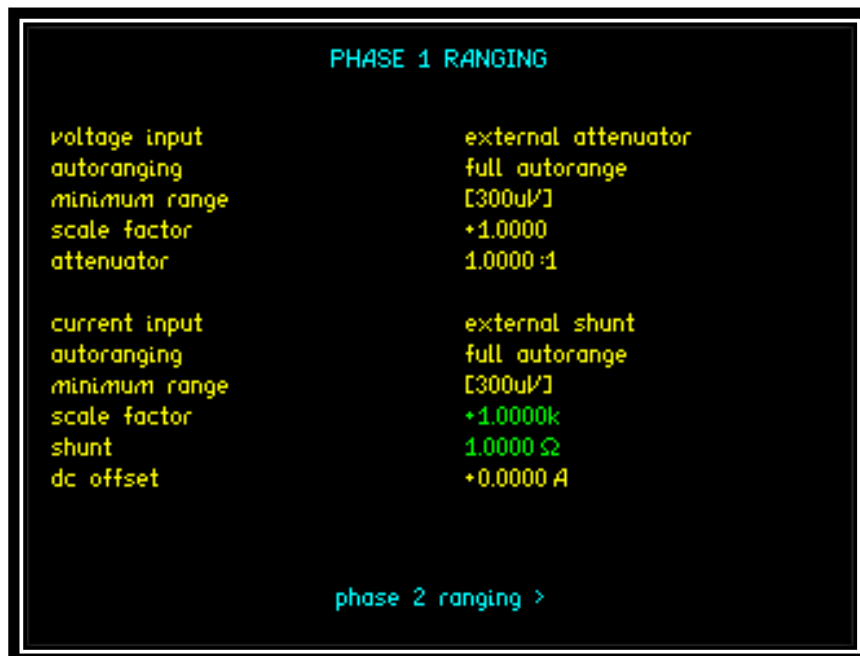 PHASE 1 RANGING
voltage input external attenuator
autoranging full autorange
minimum range [300uV]
scale factor +1.0000
attenuator 1.0000 :1
current input external shunt
autoranging full autorange
minimum range [300uV]
scale factor +1.0000k
shunt 1.0000 Ω
dc offset +0.0000 A
phase 2 ranging >